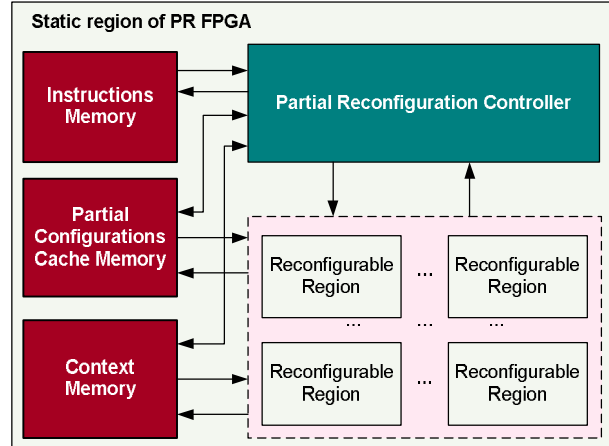 Static region of PR FPGA
Instructions
Memory
Partial Reconfiguration Controller
Partial
Configurations
Cache Memory
Reconfigurable
Region
...
Reconfigurable
Region
...
...
...
Context
Memory
Reconfigurable
Region
...
Reconfigurable
Region